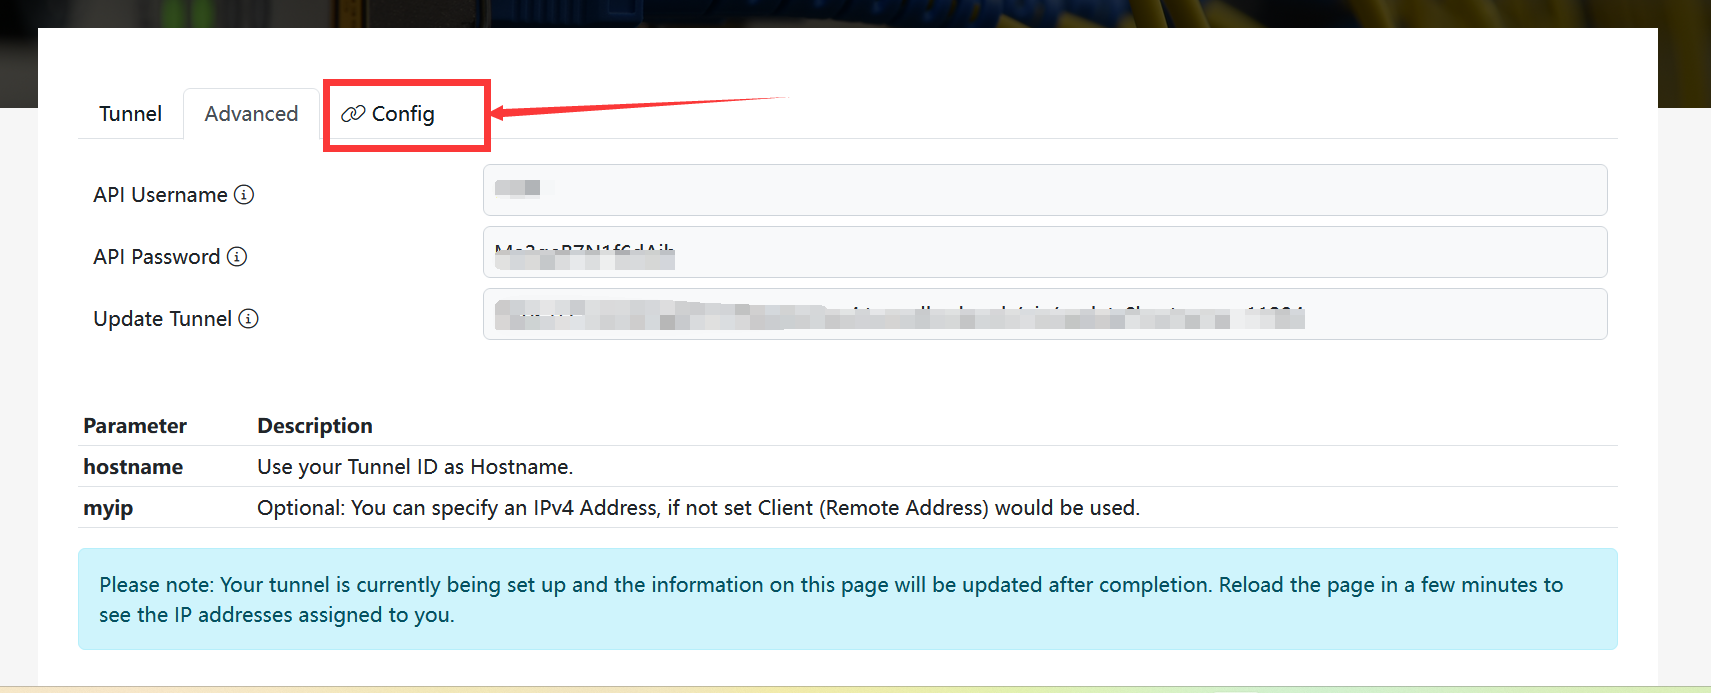 Tunnel
Advanced
Config
API Username
API Password
Update Tunnel
Parameter Description
hostname Use your Tunnel ID as Hostname.
myip Optional: You can specify an IPv4 Address, if not set Client (Remote Address) would be used.
Please note: Your tunnel is currently being set up and the information on this page will be updated after completion. Reload the page in a few minutes to
see the IP addresses assigned to you.